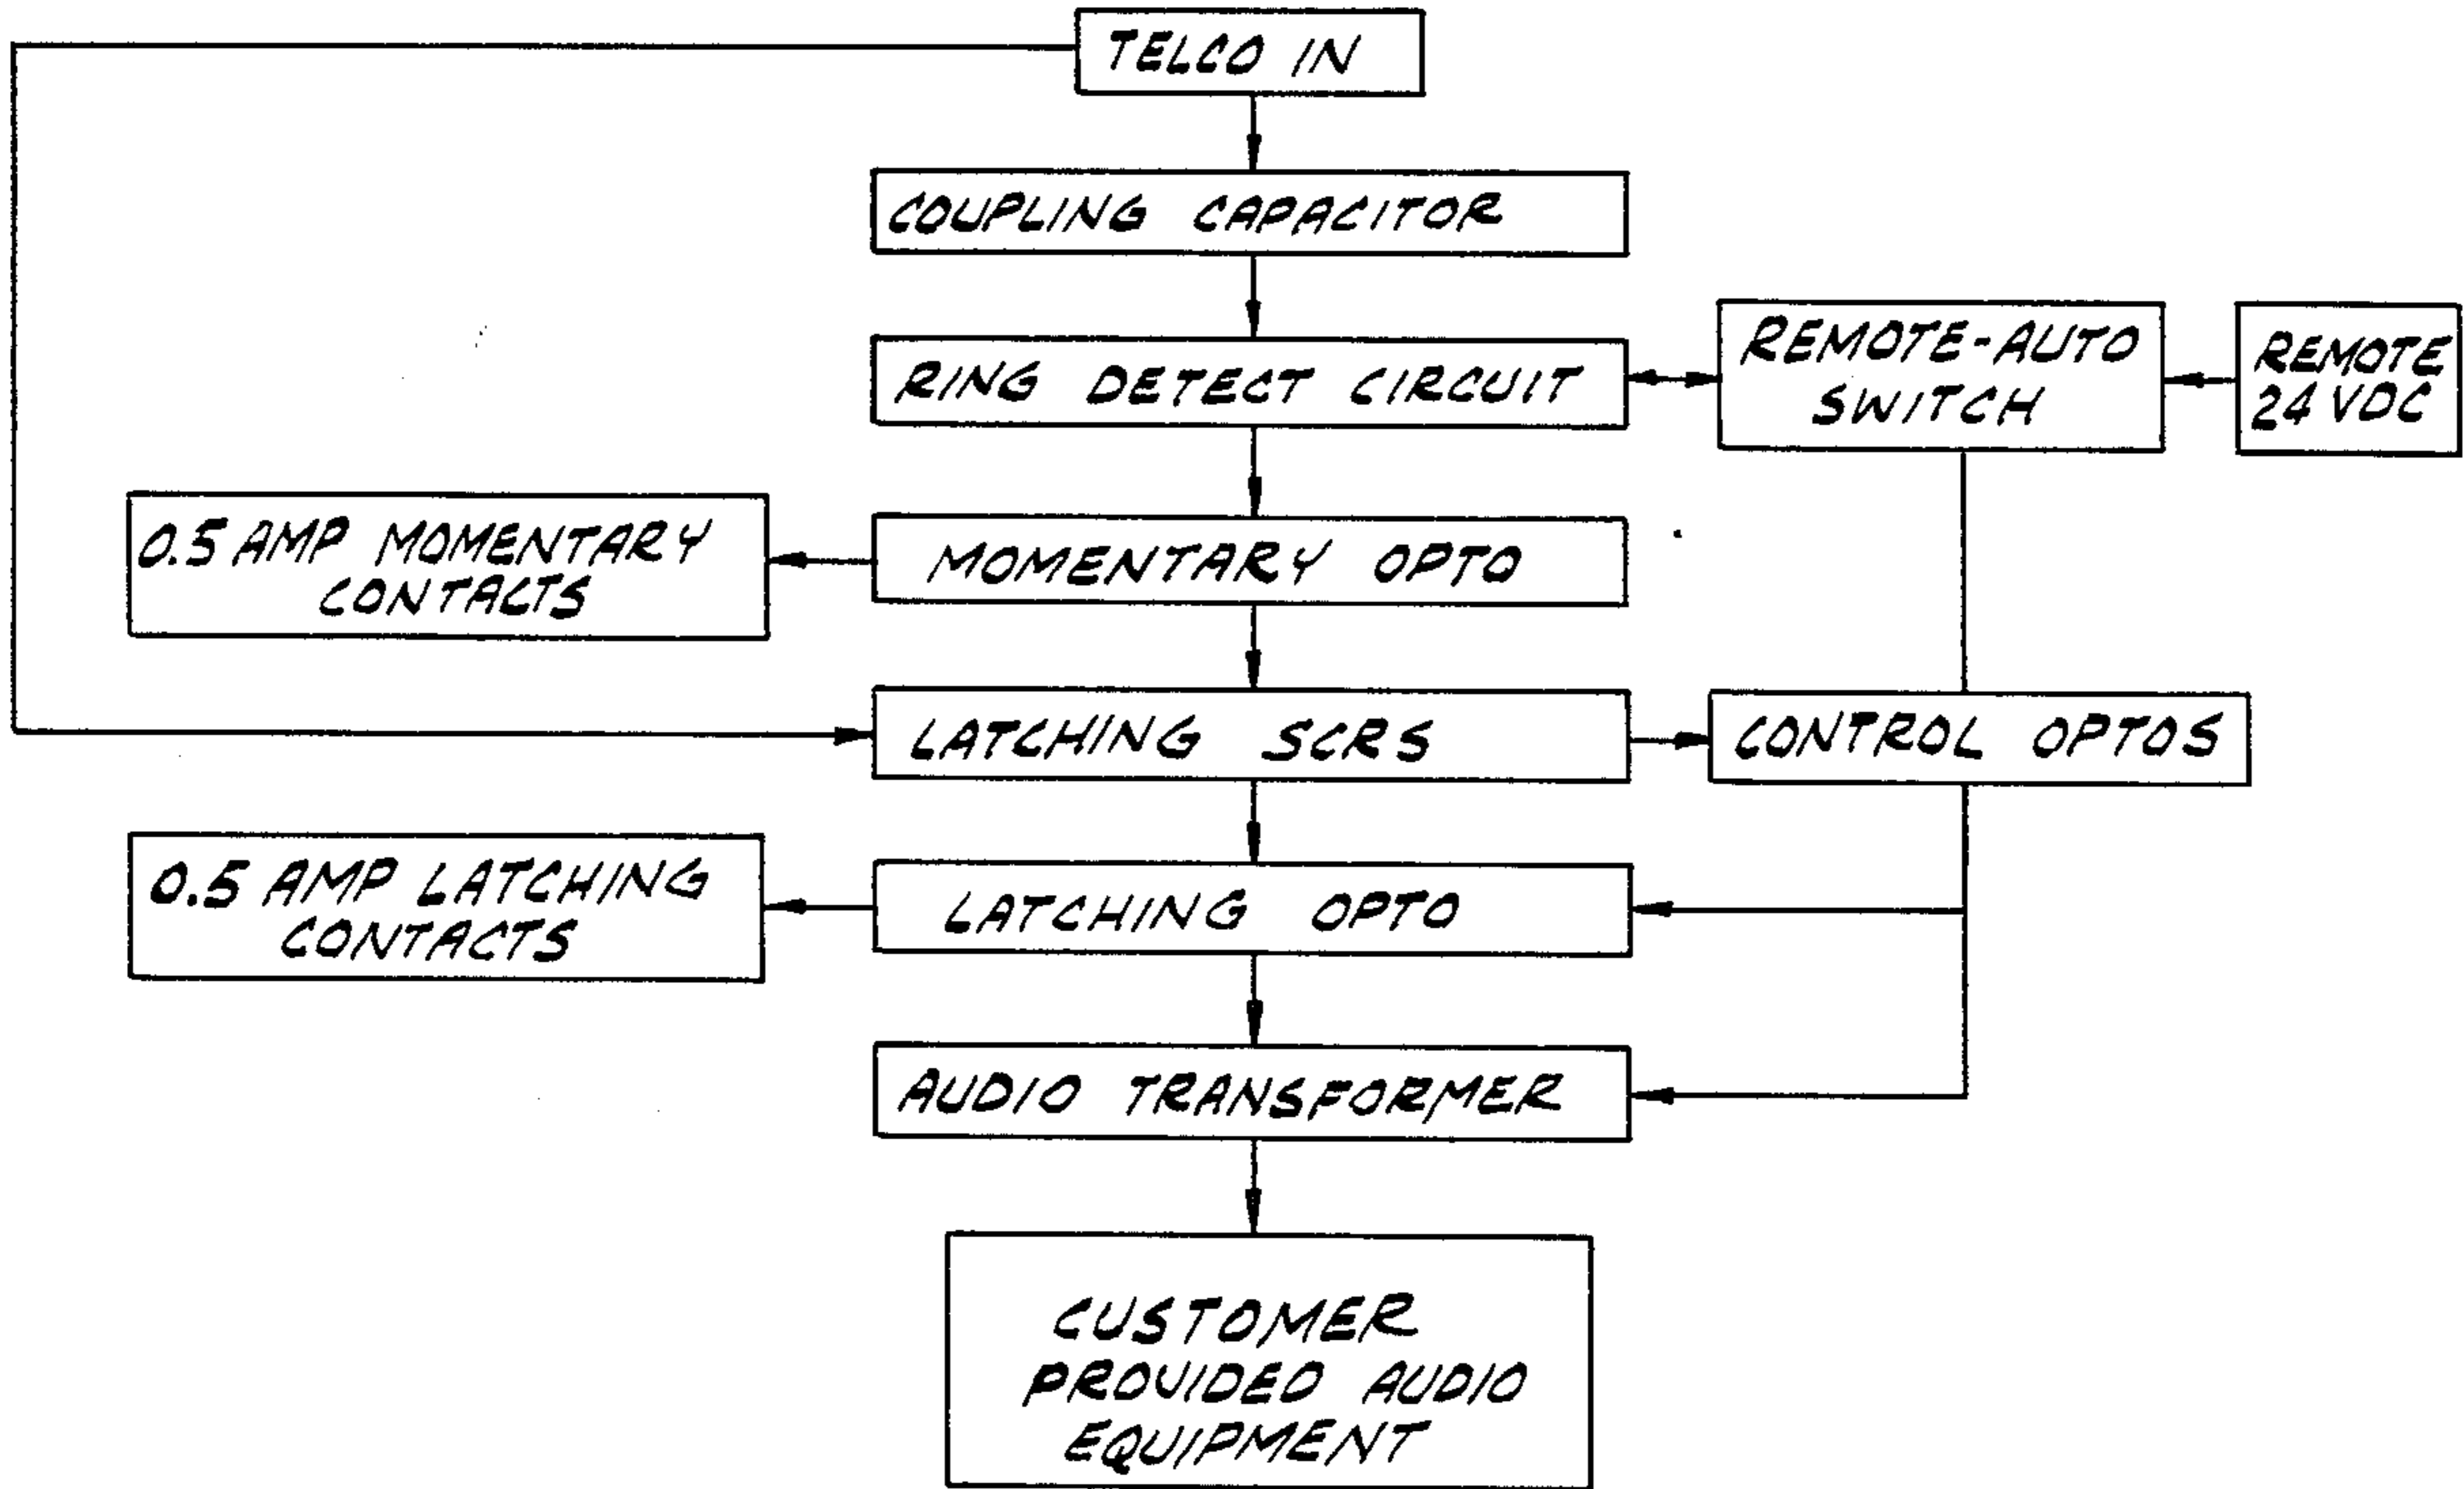 TELCO IN
COUPLING CAPACITOR
RING DETECT CIRCUIT
REMOTE-AUTO
SWITCH
REMOTE
24 VDC
0.5 AMP MOMENTARY
CONTACTS
MOMENTARY OPTO
LATCHING SCRS
CONTROL OPTOS
0.5 AMP LATCHING
CONTACTS
LATCHING OPTO
AUDIO TRANSFORMER
CUSTOMER
PROVIDED AUDIO
EQUIPMENT